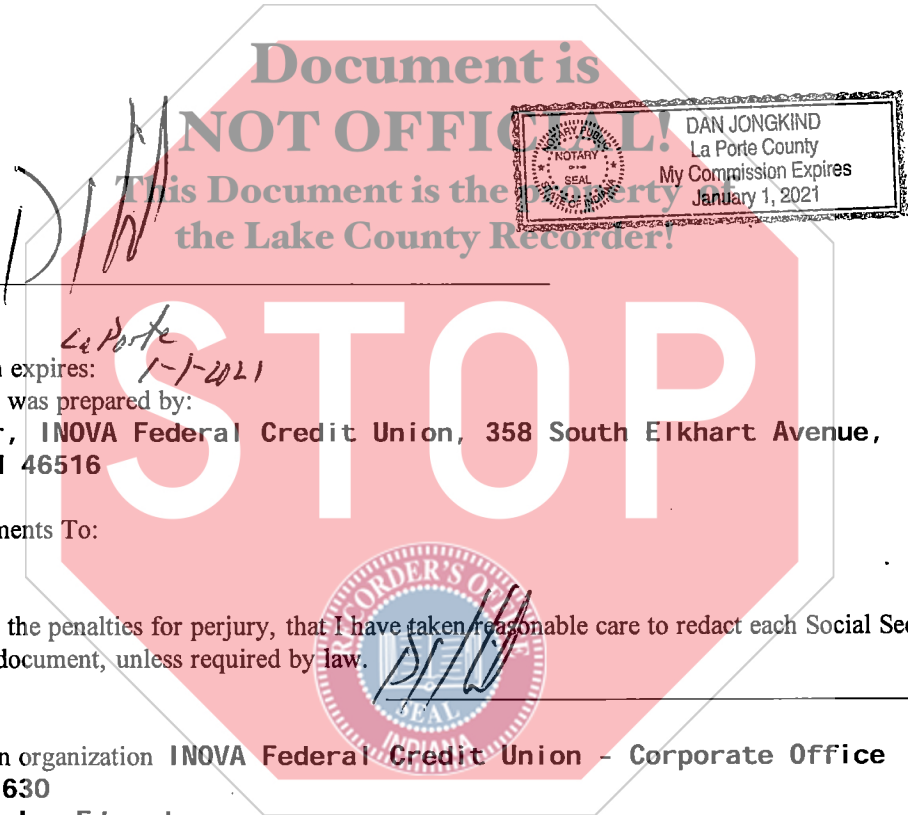 Document is
NOT OFFICIAL!
This Document is the property of
the Lake County Recorder!
NOTARY PUBLIC
NOTARY
SEAL
STATE OF INDIANA
DAN JONGKIND
La Porte County
My Commission Expires
January 1, 2021
La Porte
expires: 1-1-2021
was prepared by:
, INOVA Federal Credit Union, 358 South Elkhart Avenue,
46516
ments To:
STOP
the penalties for perjury, that I have taken reasonable care to redact each Social Sec
document, unless required by law.
RECORDER'S OFFICE
SEAL
INDIANA
n organization INOVA Federal Credit Union - Corporate Office
630